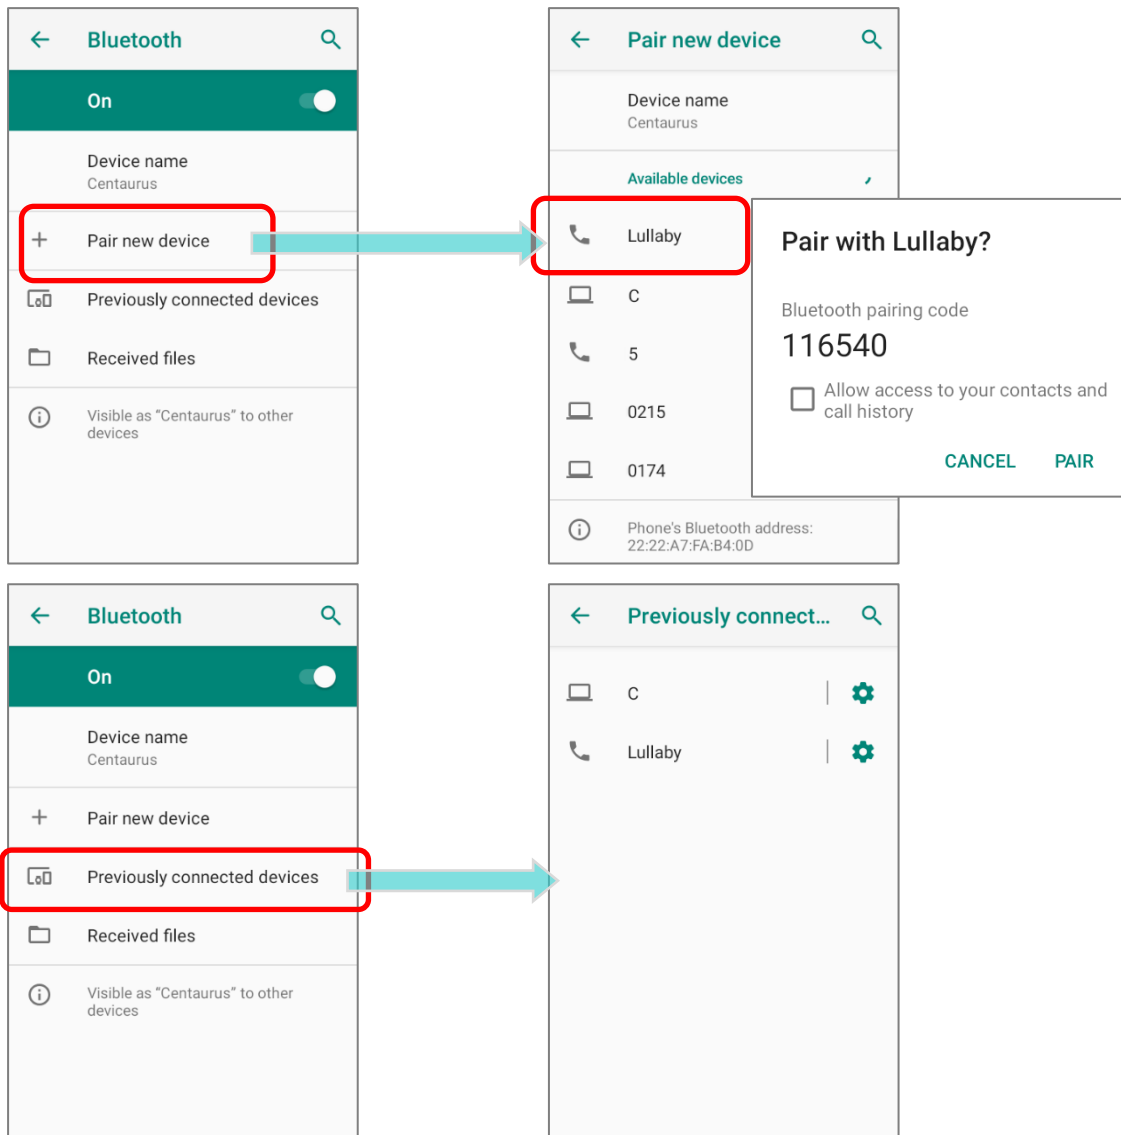 Bluetooth
On
Device name
Centaurus
Pair new device
Previously connected devices
Received files
Visible as “Centaurus” to other
devices
Pair new device
Device name
Centaurus
Available devices
Lullaby
C
5
0215
0174
Phone's Bluetooth address:
22:22:A7:FA:B4:0D
Pair with Lullaby?
Bluetooth pairing code
116540
Allow access to your contacts and
call history
CANCEL PAIR
Bluetooth
On
Device name
Centaurus
Pair new device
Previously connected devices
Received files
Visible as “Centaurus” to other
devices
Previously connect...
C
Lullaby